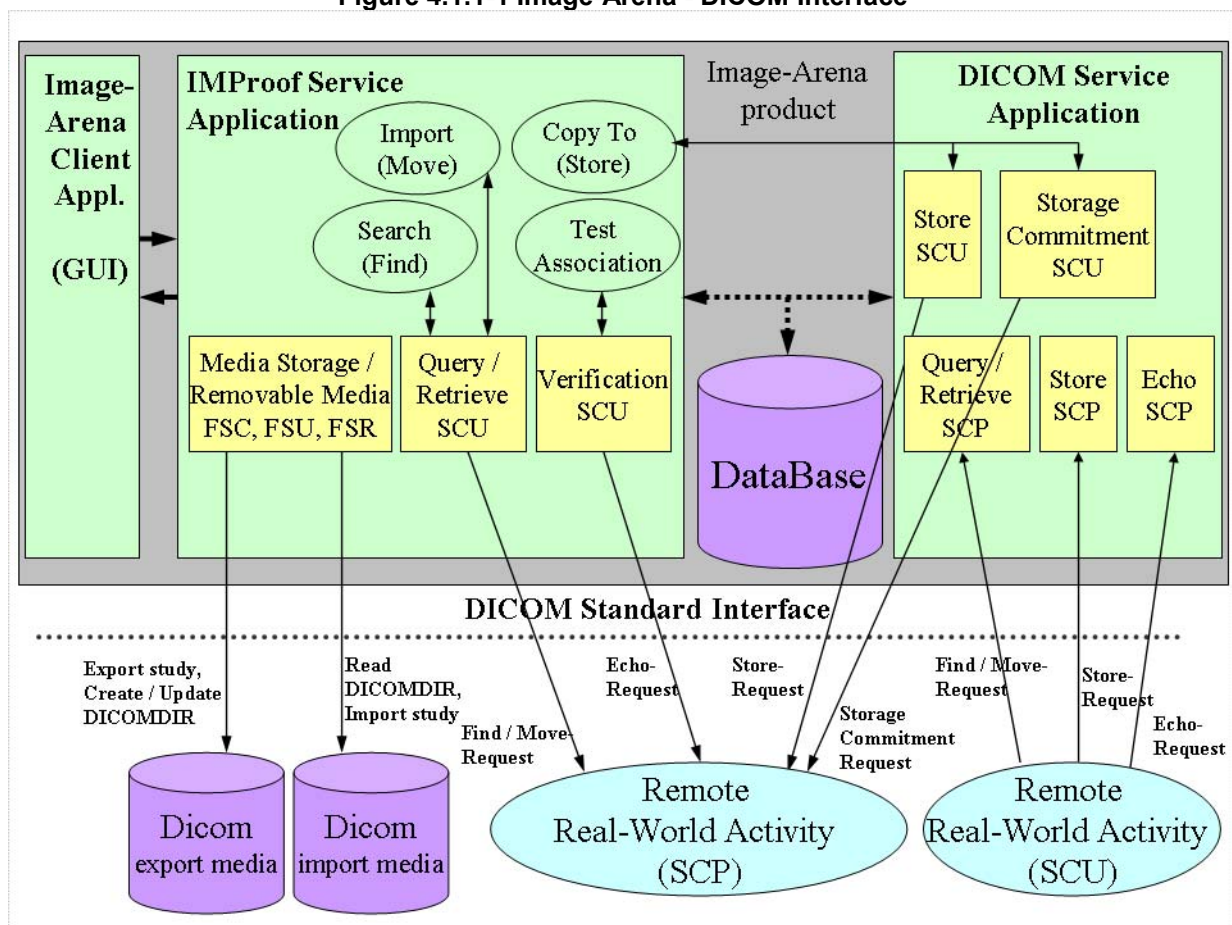 Figure 4.1.1-1 Image-Arena - DICOM Interface
Image-
Arena
Client
Appl.
(GUI)
IMProof Service
Application
Import
(Move)
Copy To
(Store)
Search
(Find)
Test
Association
Media Storage /
Removable Media
FSC, FSU, FSR
Query /
Retrieve
SCU
Verification
SCU
Image-Arena
product
DataBase
DICOM Service
Application
Store
SCU
Storage
Commitment
SCU
Query /
Retrieve
SCP
Store
SCP
Echo
SCP
DICOM Standard Interface
Export study,
Create / Update
DICOMDIR
Read
DICOMDIR,
Import study
Find / Move-
Request
Echo-
Request
Store-
Request
Storage
Commitment
Request
Find / Move-
Request
Store-
Request
Echo-
Request
Dicom
export media
Dicom
import media
Remote
Real-World Activity
(SCP)
Remote
Real-World Activity
(SCU)